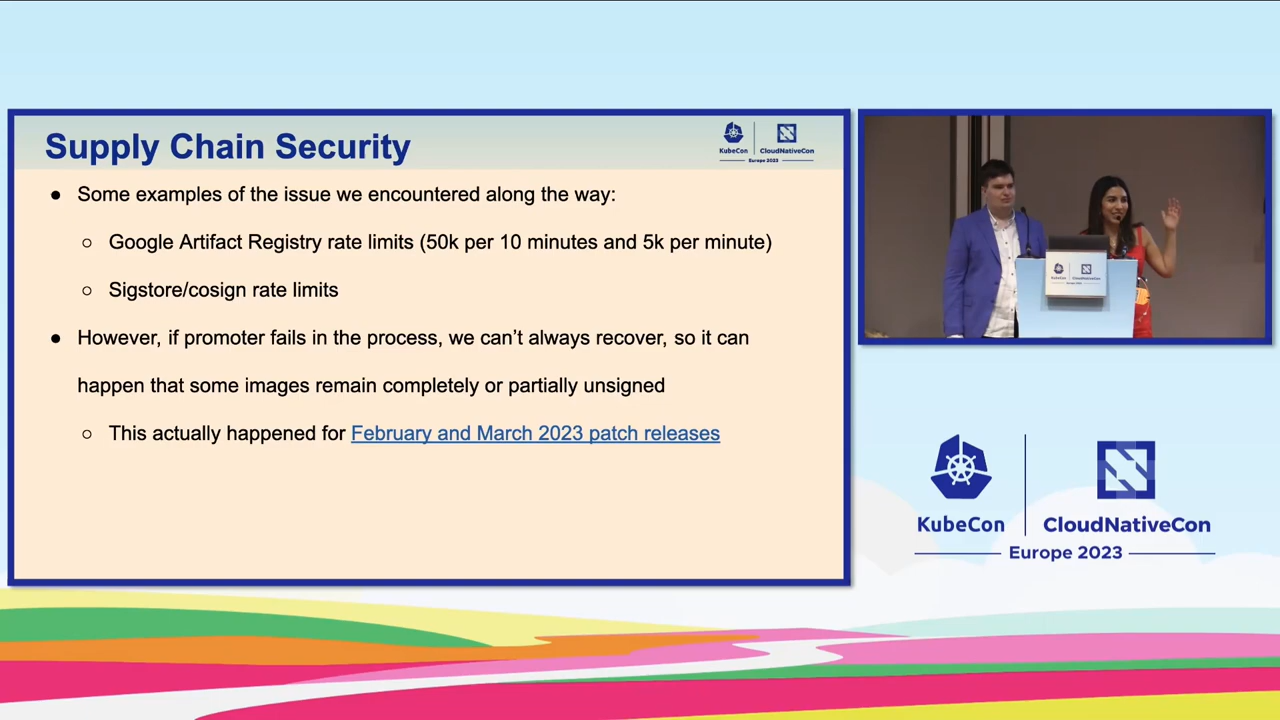 Supply Chain Security
KubeCon
CloudNativeCon
Europe 2023
● Some examples of the issue we encountered along the way:
○ Google Artifact Registry rate limits (50k per 10 minutes and 5k per minute)
○ Sigstore/cosign rate limits
● However, if promoter fails in the process, we can’t always recover, so it can
happen that some images remain completely or partially unsigned
○ This actually happened for February and March 2023 patch releases
KubeCon
CloudNativeCon
Europe 2023